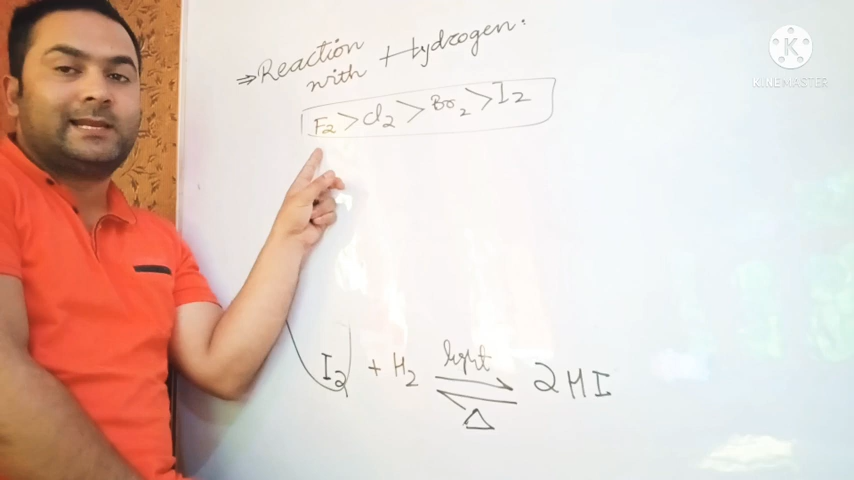 ⇒ Reaction
with Hydrogen:
F₂ > Cl₂ > Br₂ > I₂
light
I₂ + H₂ ⇌ 2HI
Δ
K
KINEMASTER